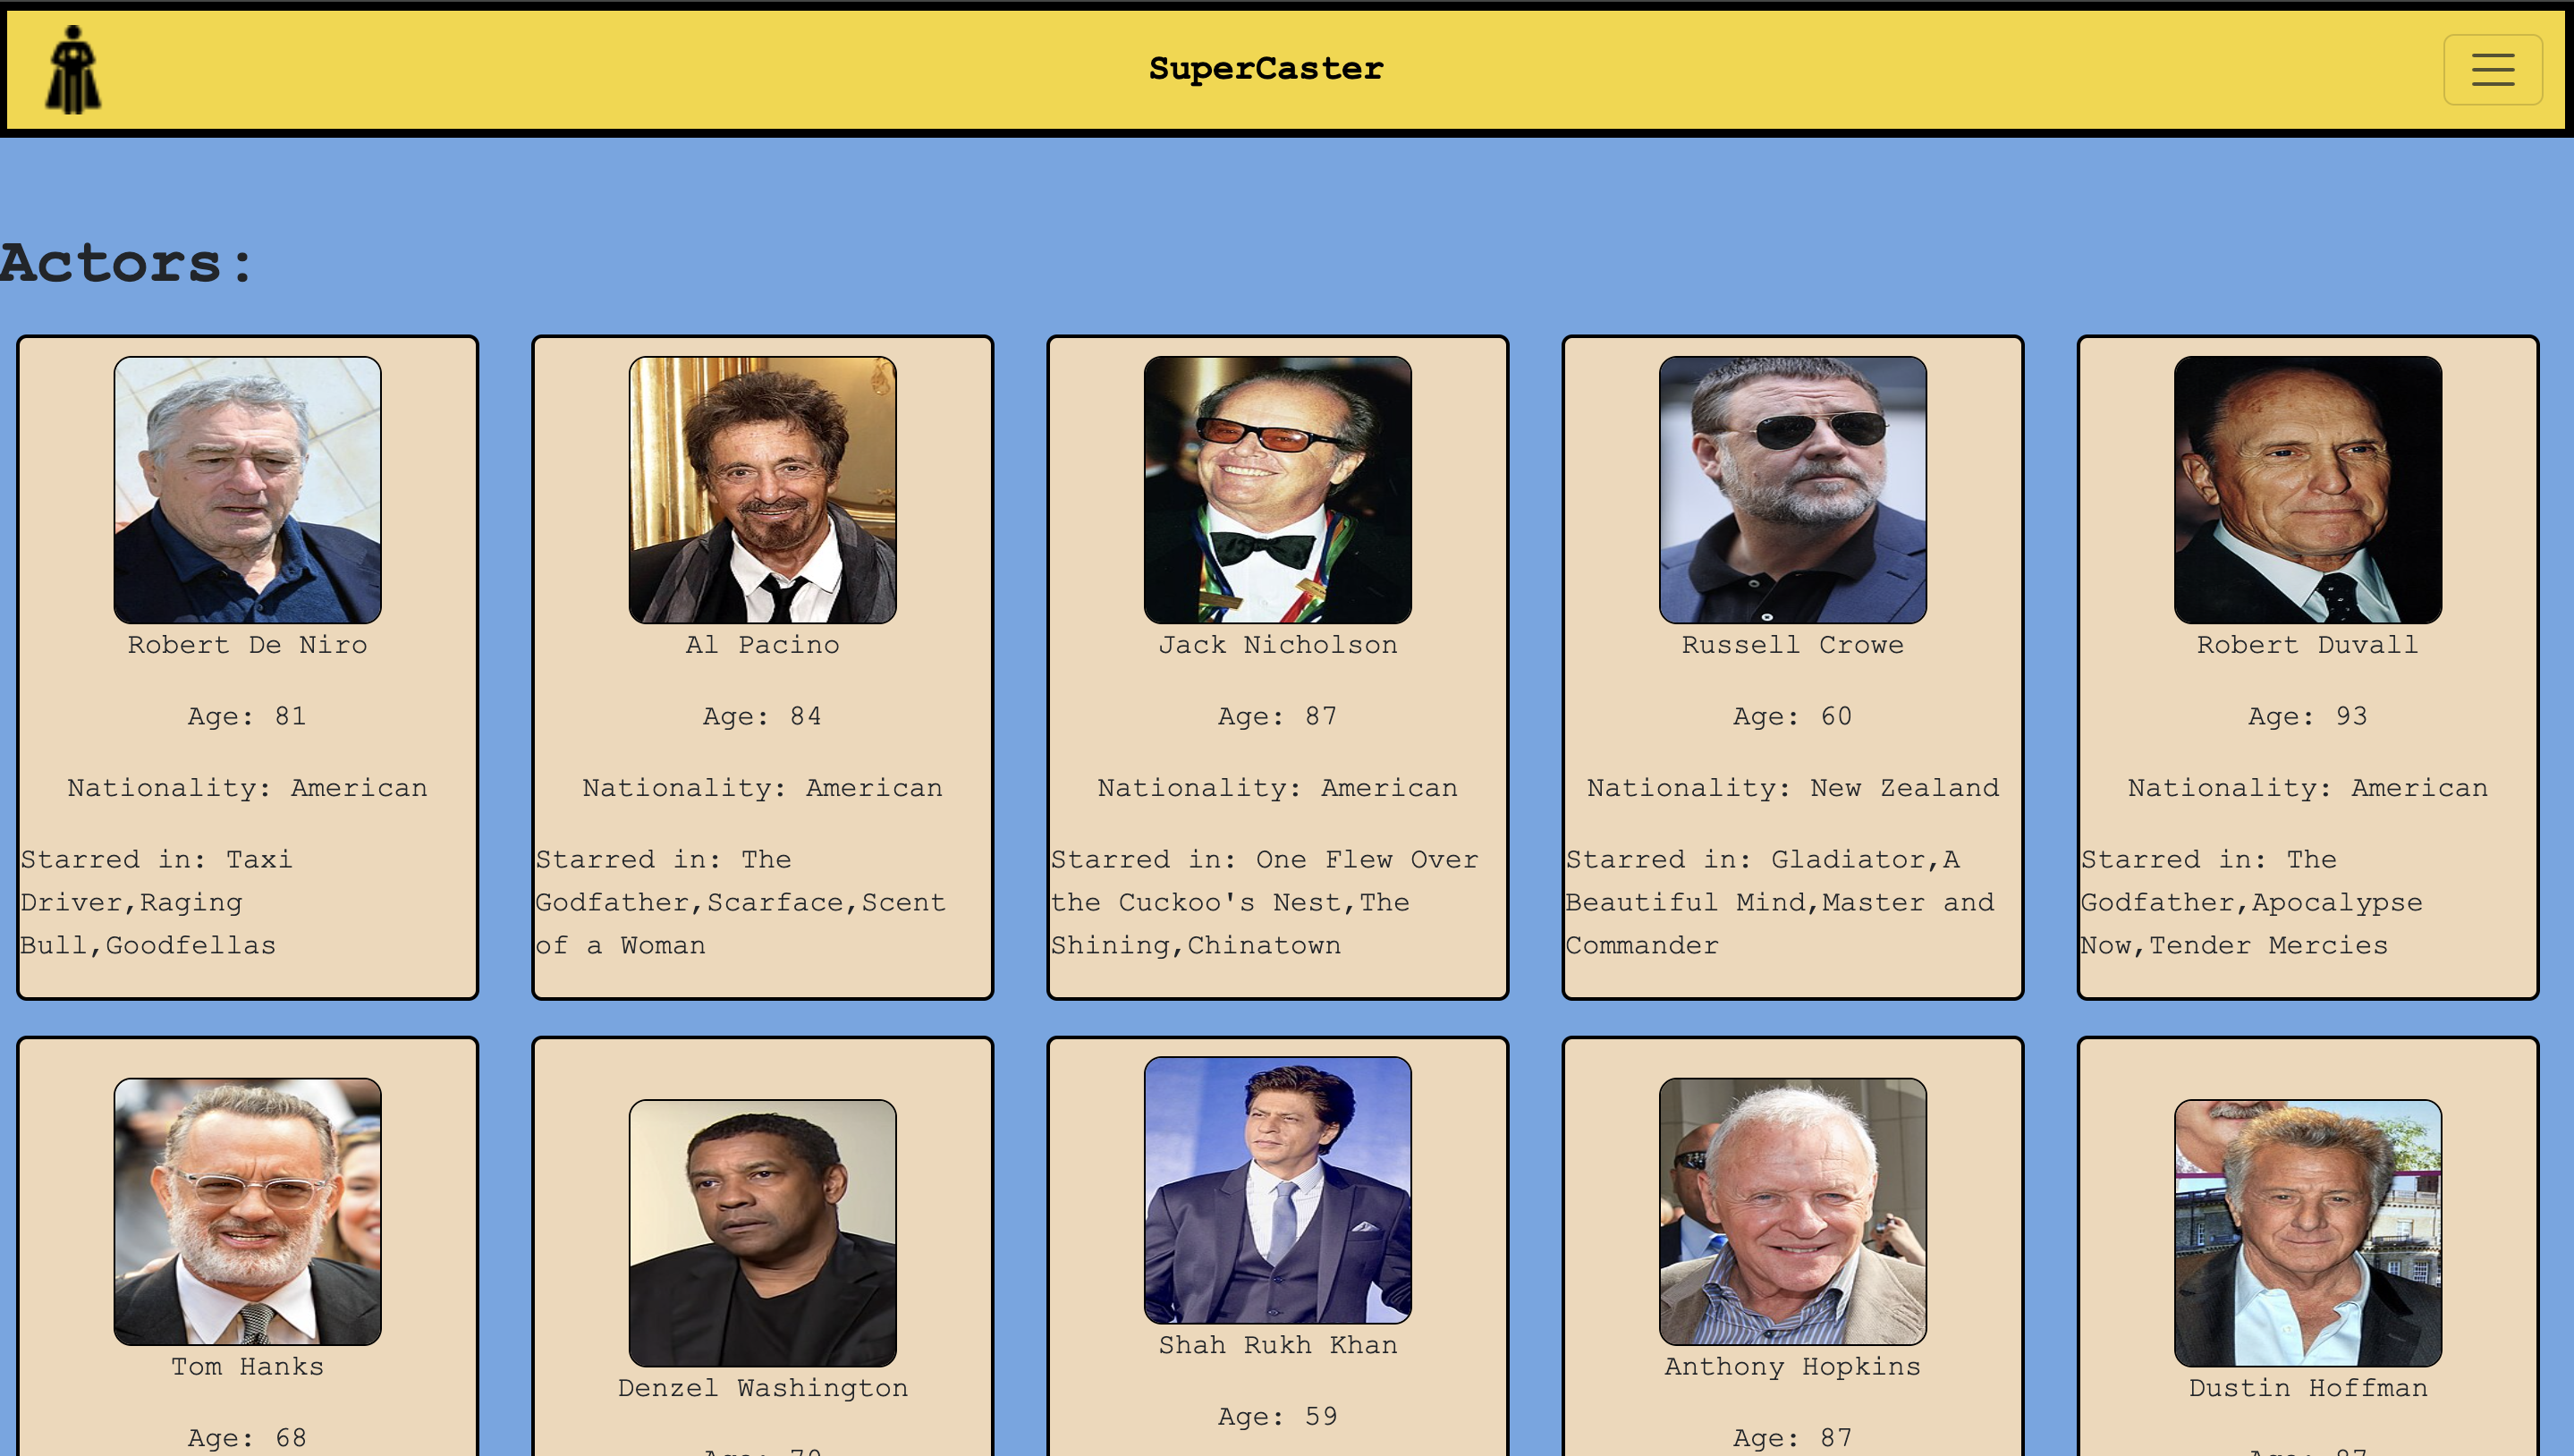 SuperCaster
Actors:
Robert De Niro
Age: 81
Nationality: American
Starred in: Taxi
Driver,Raging
Bull,Goodfellas
Al Pacino
Age: 84
Nationality: American
Starred in: The
Godfather,Scarface,Scent
of a Woman
Jack Nicholson
Age: 87
Nationality: American
Starred in: One Flew Over
the Cuckoo's Nest,The
Shining,Chinatown
Russell Crowe
Age: 60
Nationality: New Zealand
Starred in: Gladiator,A
Beautiful Mind,Master and
Commander
Robert Duvall
Age: 93
Nationality: American
Starred in: The
Godfather,Apocalypse
Now,Tender Mercies
Tom Hanks
Age: 68
Denzel Washington
Shah Rukh Khan
Age: 59
Anthony Hopkins
Age: 87
Dustin Hoffman